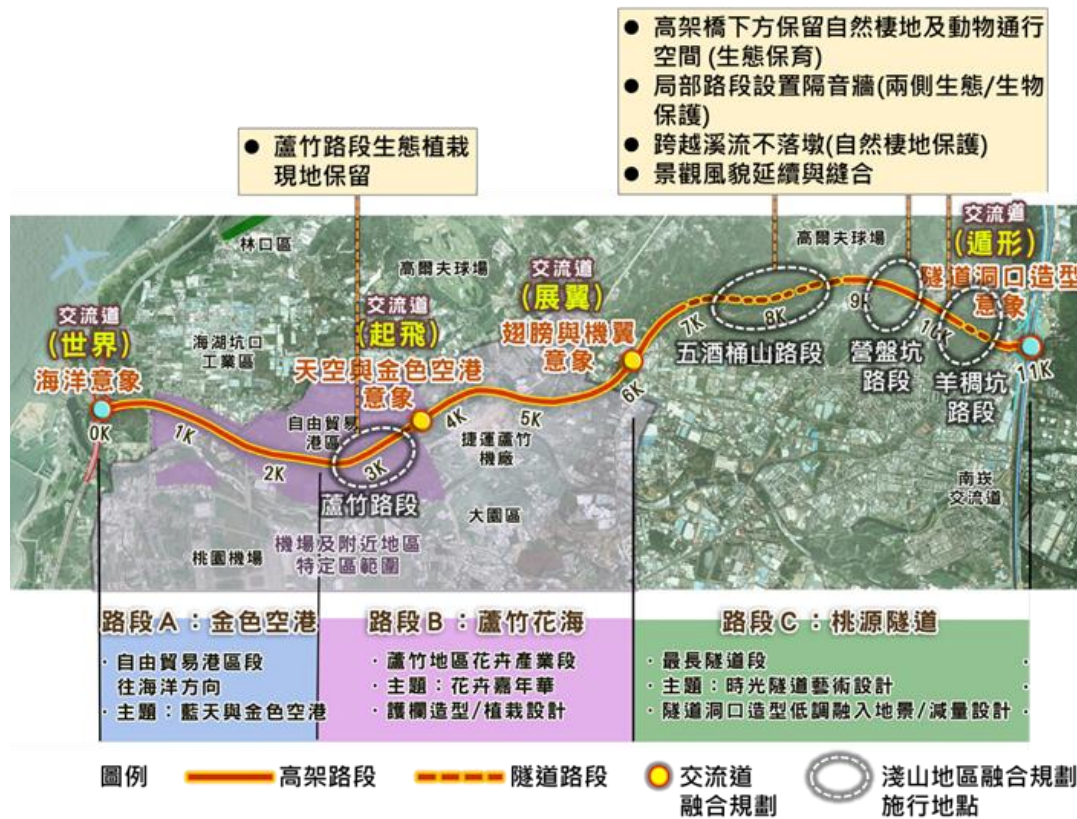 ● 高架橋下方保留自然棲地及動物通行
空間 (生態保育)
● 局部路段設置隔音牆(兩側生態/生物
保護)
● 跨越溪流不落墩(自然棲地保護)
● 景觀風貌延續與縫合
● 蘆竹路段生態植栽
現地保留
林口區
高爾夫球場
高爾夫球場
交流道
(世界)
海洋意象
海湖坑口
工業區
交流道
(起飛)
天空與金色空港
意象
交流道
(展翼)
翅膀與機翼
意象
交流道
(遁形)
隧道洞口造型
意象
0K
1K
2K
3K
4K
5K
6K
7K
8K
9K
10K
11K
自由貿易
港區
蘆竹路段
捷運蘆竹
機廠
大園區
桃園機場
機場及附近地區
特定區範圍
五酒桶山路段
營盤坑
路段
羊稠坑
路段
南崁
交流道
路段A:金色空港
· 自由貿易港區段
往海洋方向
· 主題:藍天與金色空港
路段B:蘆竹花海
· 蘆竹地區花卉產業段
· 主題:花卉嘉年華
· 護欄造型/植栽設計
路段C:桃源隧道
· 最長隧道段
· 主題:時光隧道藝術設計
· 隧道洞口造型低調融入地景/減量設計
圖例
高架路段
隧道路段
交流道
融合規劃
淺山地區融合規劃
施行地點